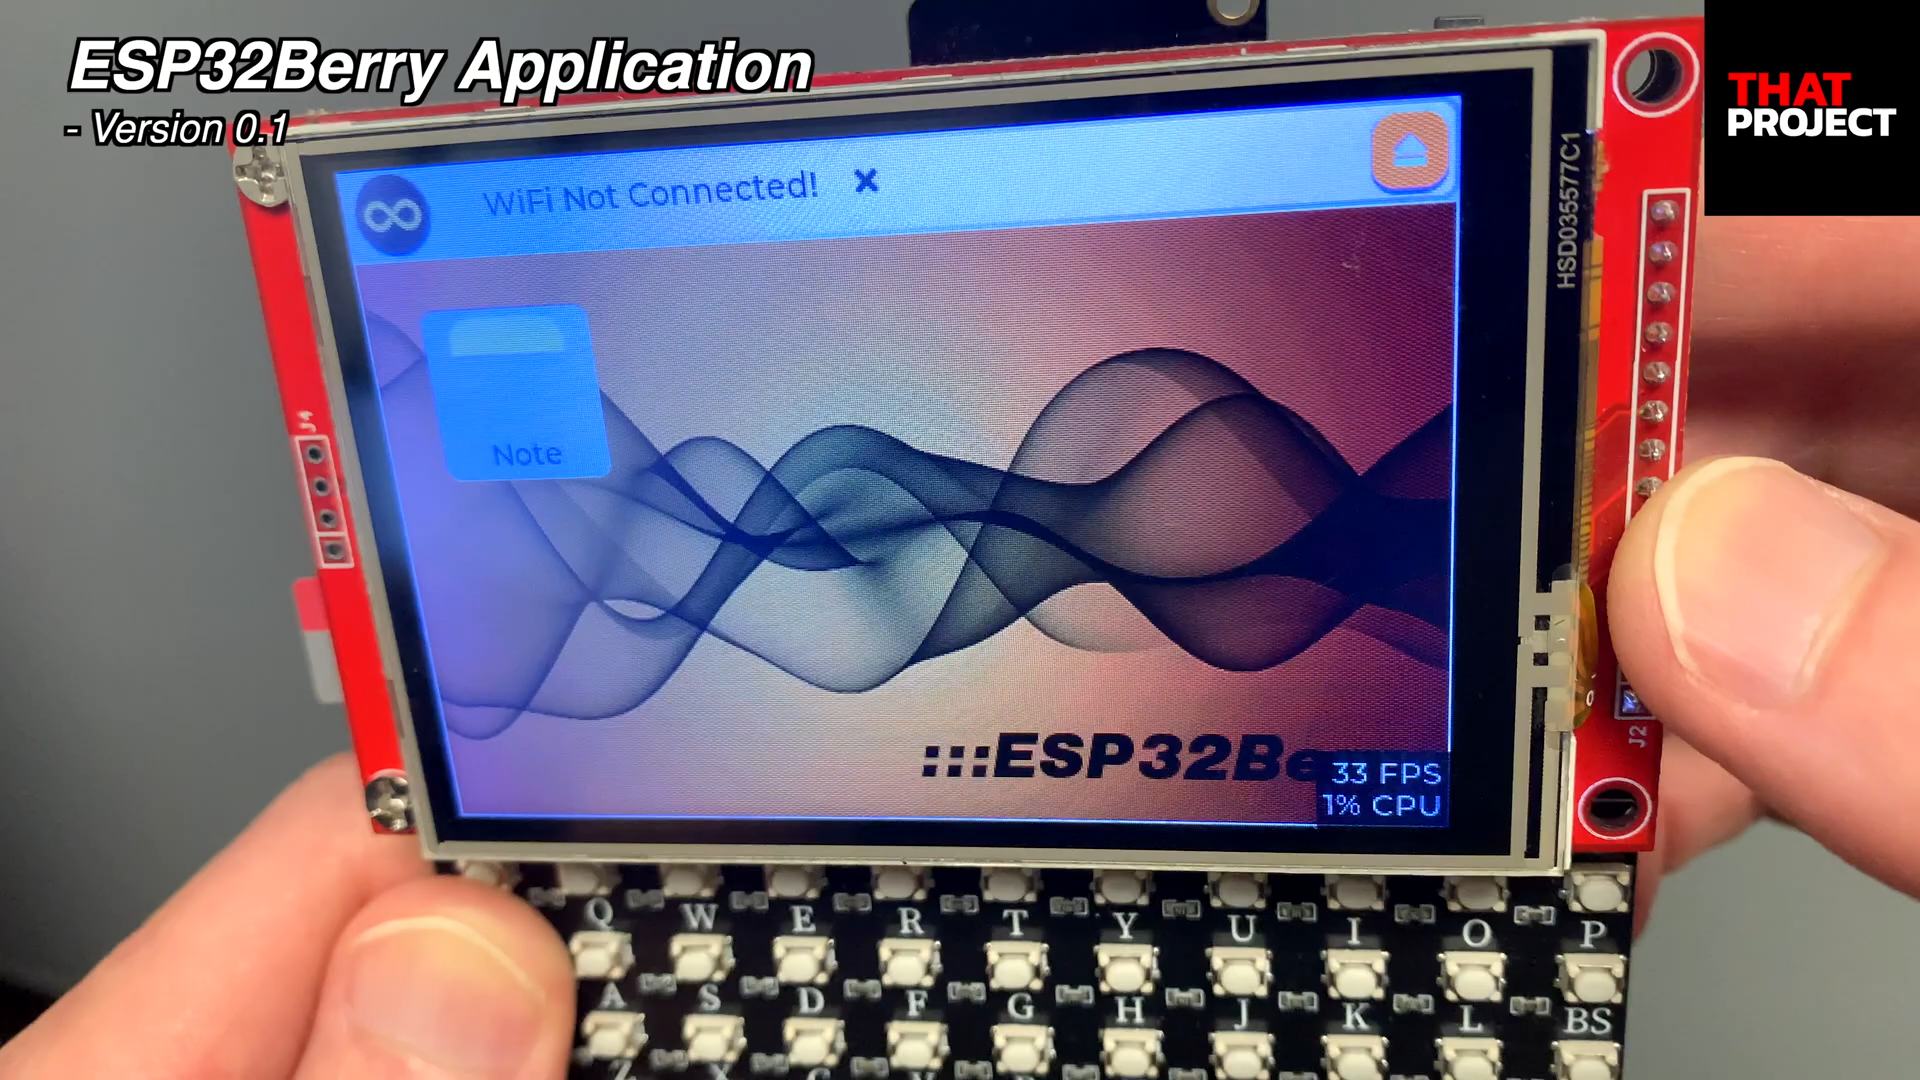 ESP32Berry Application
- Version 0.1
THAT
PROJECT
WiFi Not Connected!
HSD035577C1
Note
J4
:::ESP32Be
33 FPS
1% CPU
J2
Q W E R T Y U I O P
A S D F G H J K L BS
Z X C V